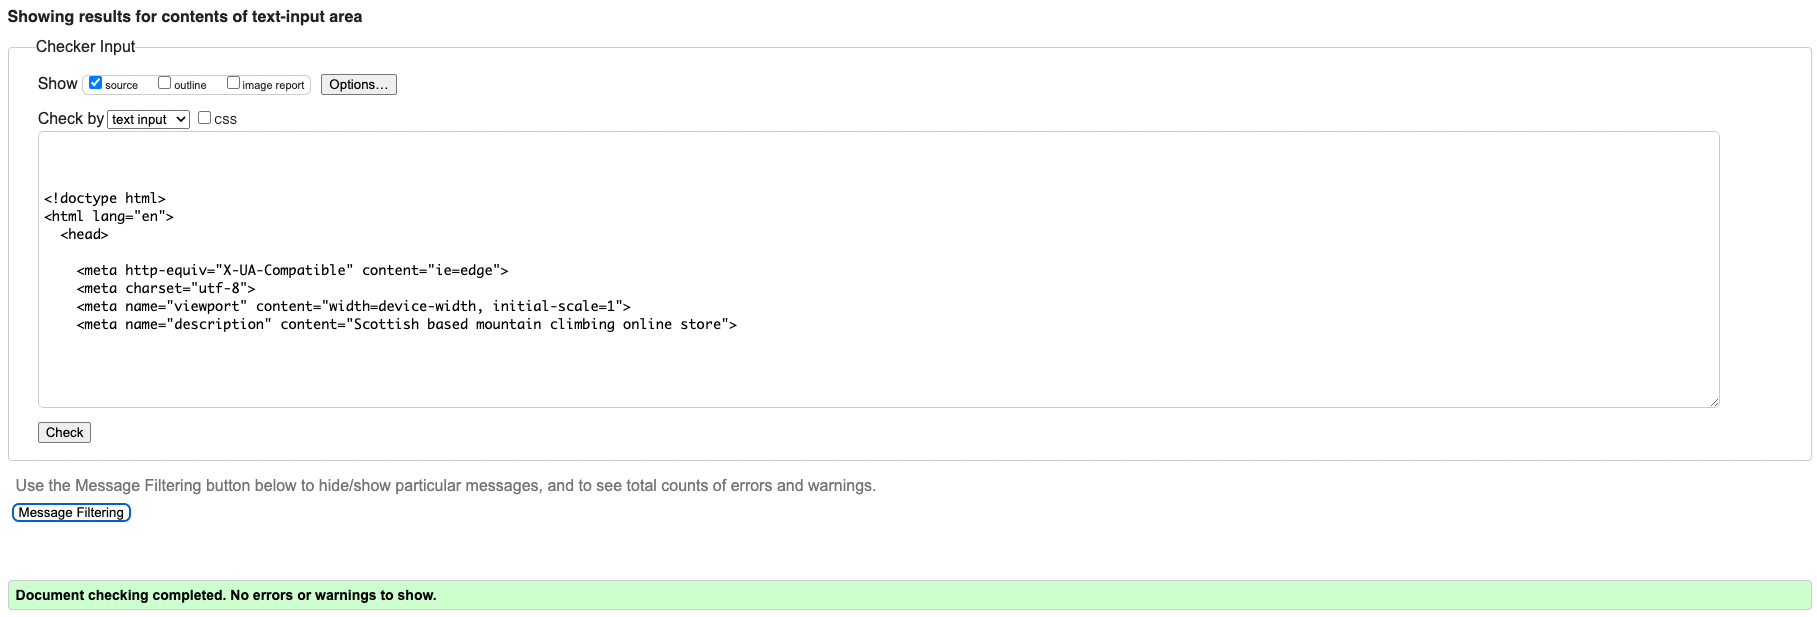 Showing results for contents of text-input area
Checker Input
Show source outline image report Options…
Check by text input css
<!doctype html>
<html lang="en">
<head>
<meta http-equiv="X-UA-Compatible" content="ie=edge">
<meta charset="utf-8">
<meta name="viewport" content="width=device-width, initial-scale=1">
<meta name="description" content="Scottish based mountain climbing online store">
Check
Use the Message Filtering button below to hide/show particular messages, and to see total counts of errors and warnings.
Message Filtering
Document checking completed. No errors or warnings to show.